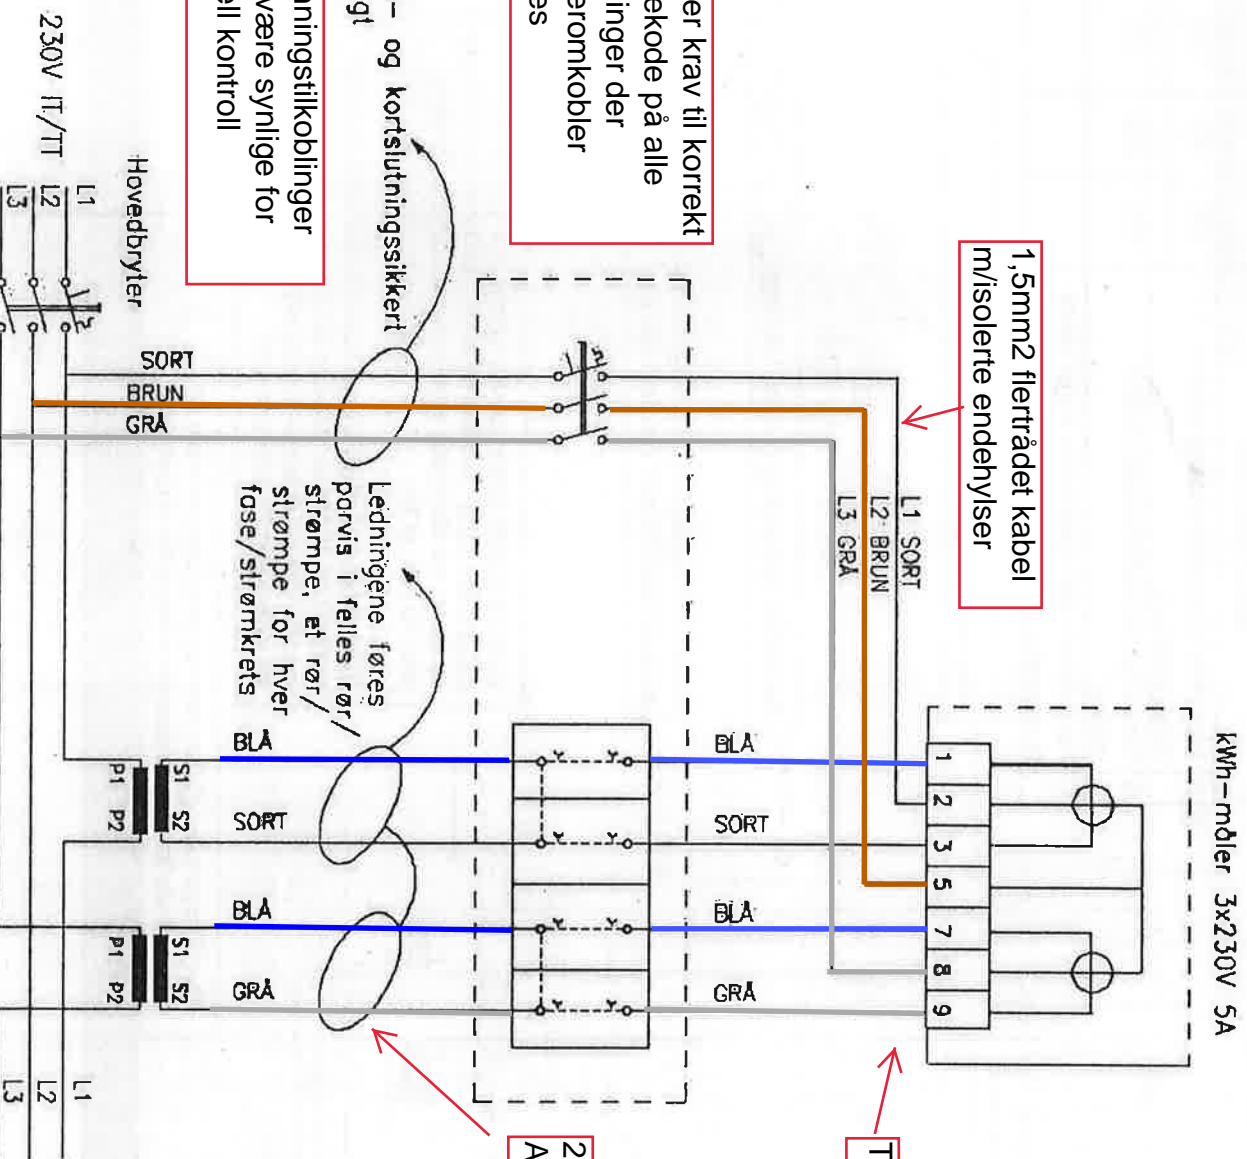 kWh-måler 3x230V 5A
1,5mm2 flertrådet kabel
m/isolerte endehylser
L1 SORT
L2 BRUN
L3 GRÅ
1
2
3
5
7
8
9
T
er krav til korrekt
ekode på alle
inger der
eromkobler
es
BLÅ
SORT
BLÅ
GRÅ
2
A
- og kortslutningssikkert
gt
Ledningene føres
parvis i felles rør/
strømpe, et rør/
strømpe for hver
fase/strømkrets
ningstilkoblinger
være synlige for
ell kontroll
SORT
BRUN
GRÅ
BLÅ
SORT
BLÅ
GRÅ
S1 S2
P1 P2
S1 S2
P1 P2
Hovedbryter
230V IT/TT
L1
L2
L3
L1
L2
L3